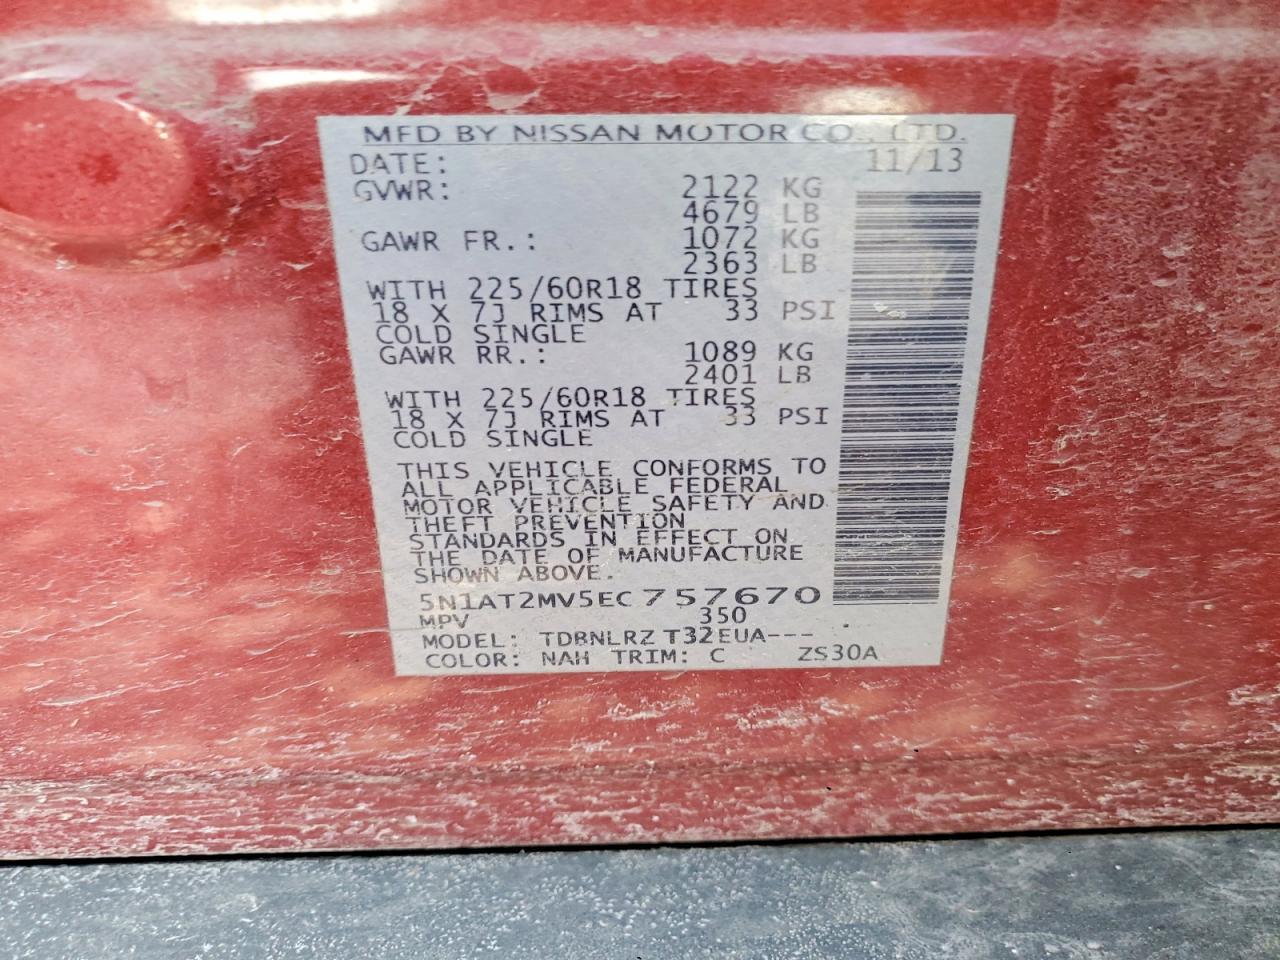 MFD BY NISSAN MOTOR CO., LTD.
DATE: 11/13
GVWR: 2122 KG
4679 LB
GAWR FR.: 1072 KG
2363 LB
WITH 225/60R18 TIRES
18 X 7J RIMS AT 33 PSI
COLD SINGLE
GAWR RR.: 1089 KG
2401 LB
WITH 225/60R18 TIRES
18 X 7J RIMS AT 33 PSI
COLD SINGLE
THIS VEHICLE CONFORMS TO
ALL APPLICABLE FEDERAL
MOTOR VEHICLE SAFETY AND
THEFT PREVENTION
STANDARDS IN EFFECT ON
THE DATE OF MANUFACTURE
SHOWN ABOVE.
5N1AT2MV5EC757670
MPV 350
MODEL: TDBNLRZ T32EUA---
COLOR: NAH TRIM: C ZS30A